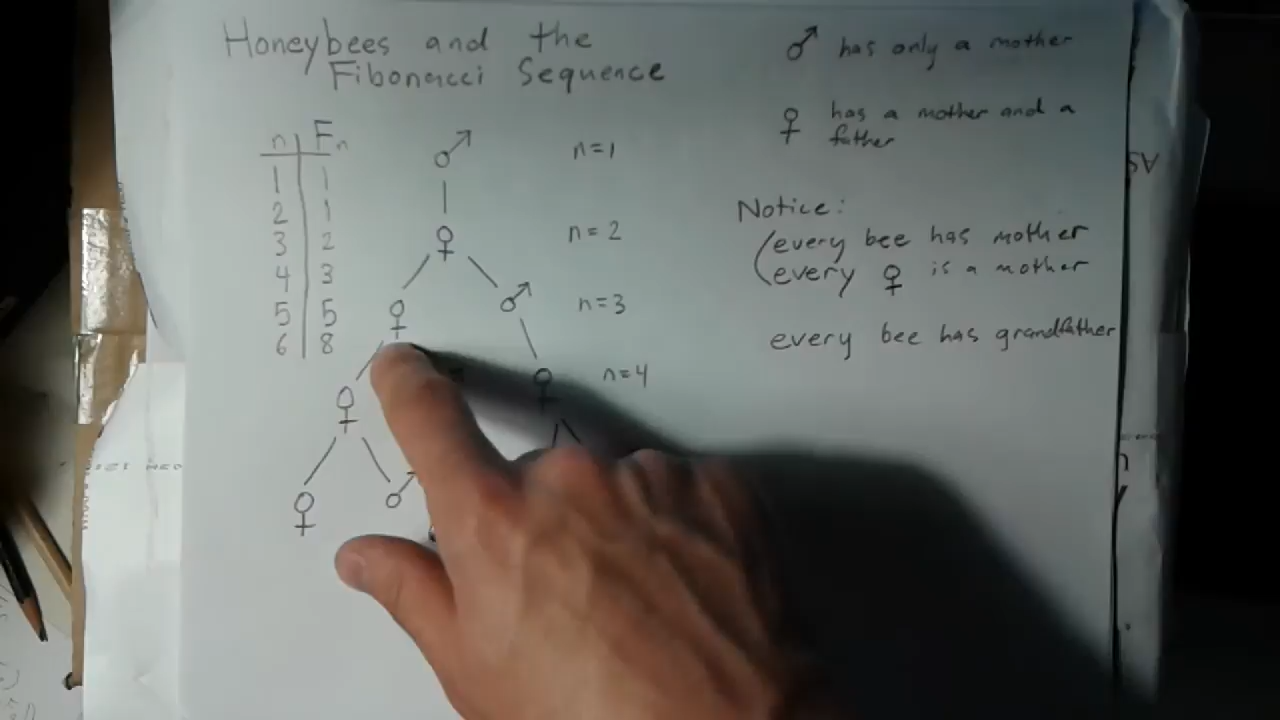 Honeybees and the
Fibonacci Sequence
n Fn
1 1
2 1
3 2
4 3
5 5
6 8
n=1
n=2
n=3
n=4
♂ has only a mother
♀ has a mother and a
father
Notice:
(every bee has mother
(every ♀ is a mother
every bee has grandfather